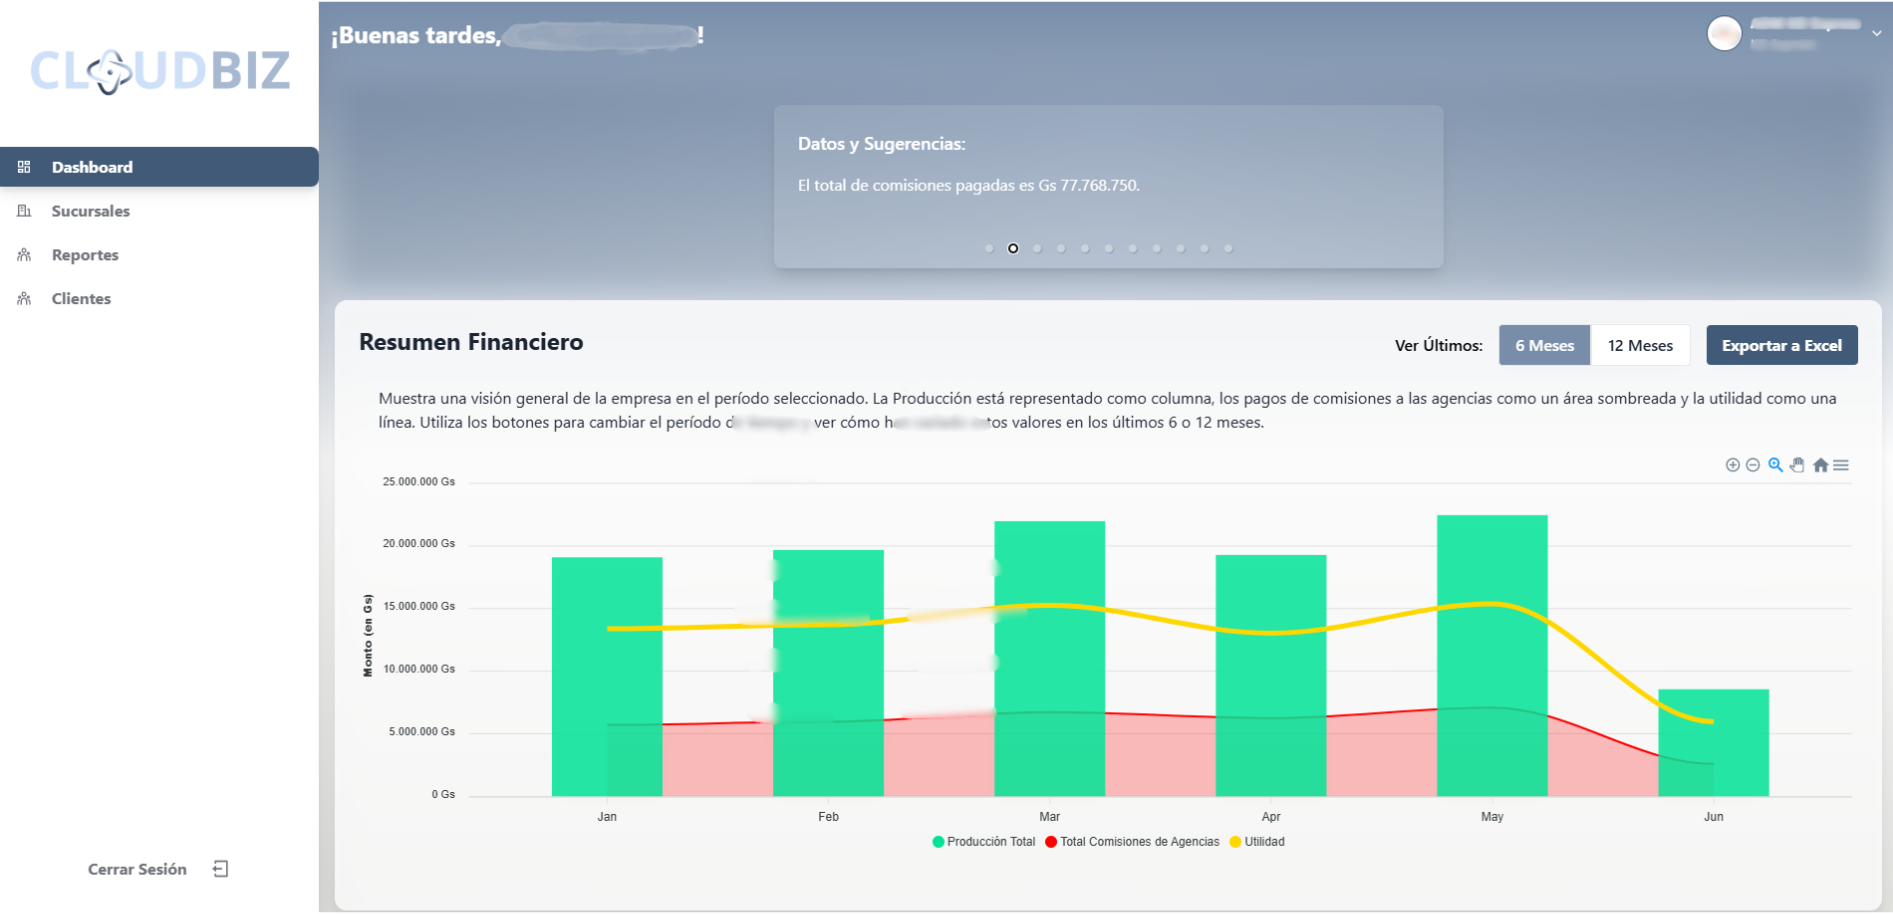 CLOUDBIZ
Dashboard
Sucursales
Reportes
Clientes
Cerrar Sesión
¡Buenas tardes, !
Datos y Sugerencias:
El total de comisiones pagadas es Gs 77.768.750.
Resumen Financiero
Ver Últimos: 6 Meses 12 Meses Exportar a Excel
Muestra una visión general de la empresa en el período seleccionado. La Producción está representado como columna, los pagos de comisiones a las agencias como un área sombreada y la utilidad como una
línea. Utiliza los botones para cambiar el período ver cómo valores en los últimos 6 o 12 meses.
Monto (en Gs)
25.000.000 Gs
20.000.000 Gs
15.000.000 Gs
10.000.000 Gs
5.000.000 Gs
0 Gs
Jan Feb Mar Apr May Jun
Producción Total Total Comisiones de Agencias Utilidad